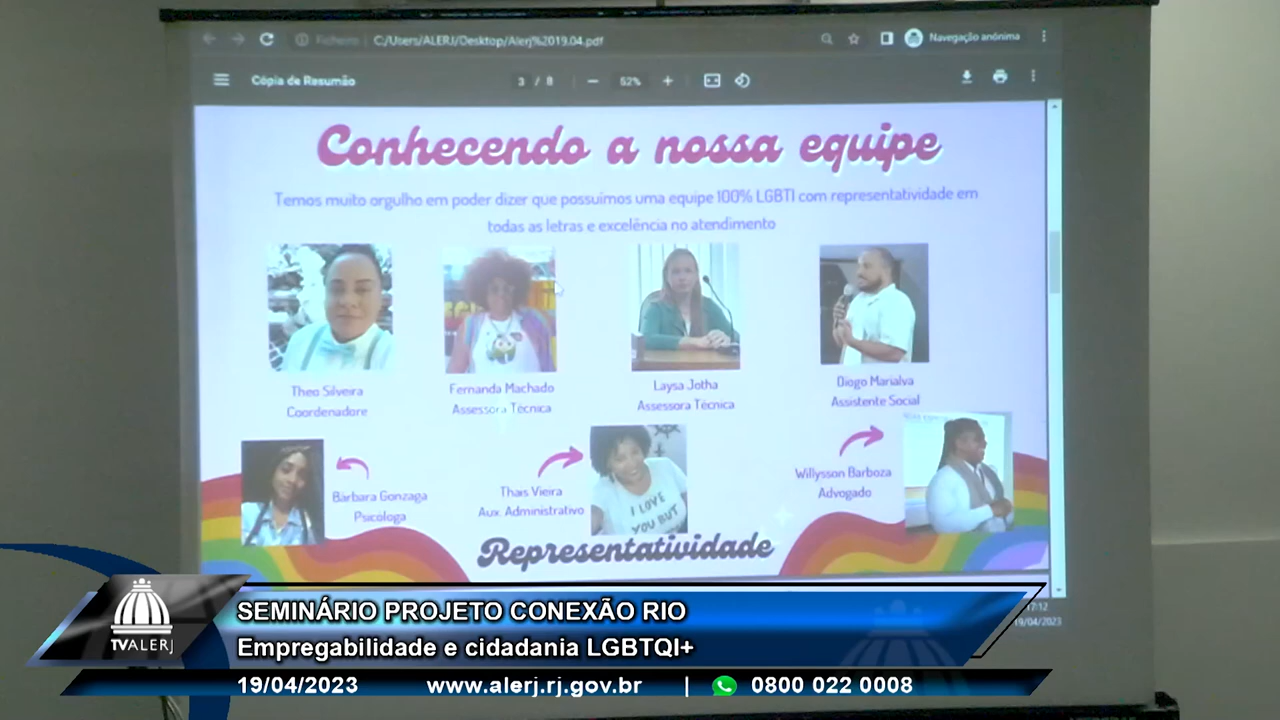 Ficheiro C:/Users/ALERJ/Desktop/Alerj%2019.04.pdf Navegação anónima
Cópia de Resumão 3 / 8 52%
Conhecendo a nossa equipe
Temos muito orgulho em poder dizer que possuímos uma equipe 100% LGBTI com representatividade em
todas as letras e excelência no atendimento
Theo Silveira
Coordenadore
Fernanda Machado
Assessora Técnica
Laysa Jotha
Assessora Técnica
Diogo Marialva
Assistente Social
Bárbara Gonzaga
Psicologa
Thais Vieira
Aux. Administrativo
I LOVE
YOU BUT
Willysson Barboza
Advogado
Representatividade
17:12
19/04/2023
TVALERJ
SEMINÁRIO PROJETO CONEXÃO RIO
Empregabilidade e cidadania LGBTQI+
19/04/2023 www.alerj.rj.gov.br | 0800 022 0008